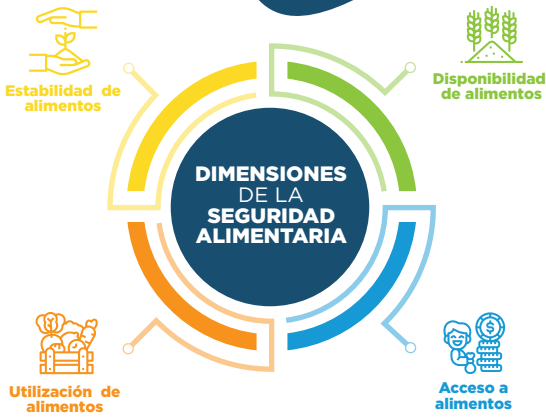 Estabilidad de
alimentos
Disponibilidad
de alimentos
DIMENSIONES
DE LA
SEGURIDAD
ALIMENTARIA
Utilización de
alimentos
Acceso a
alimentos
$